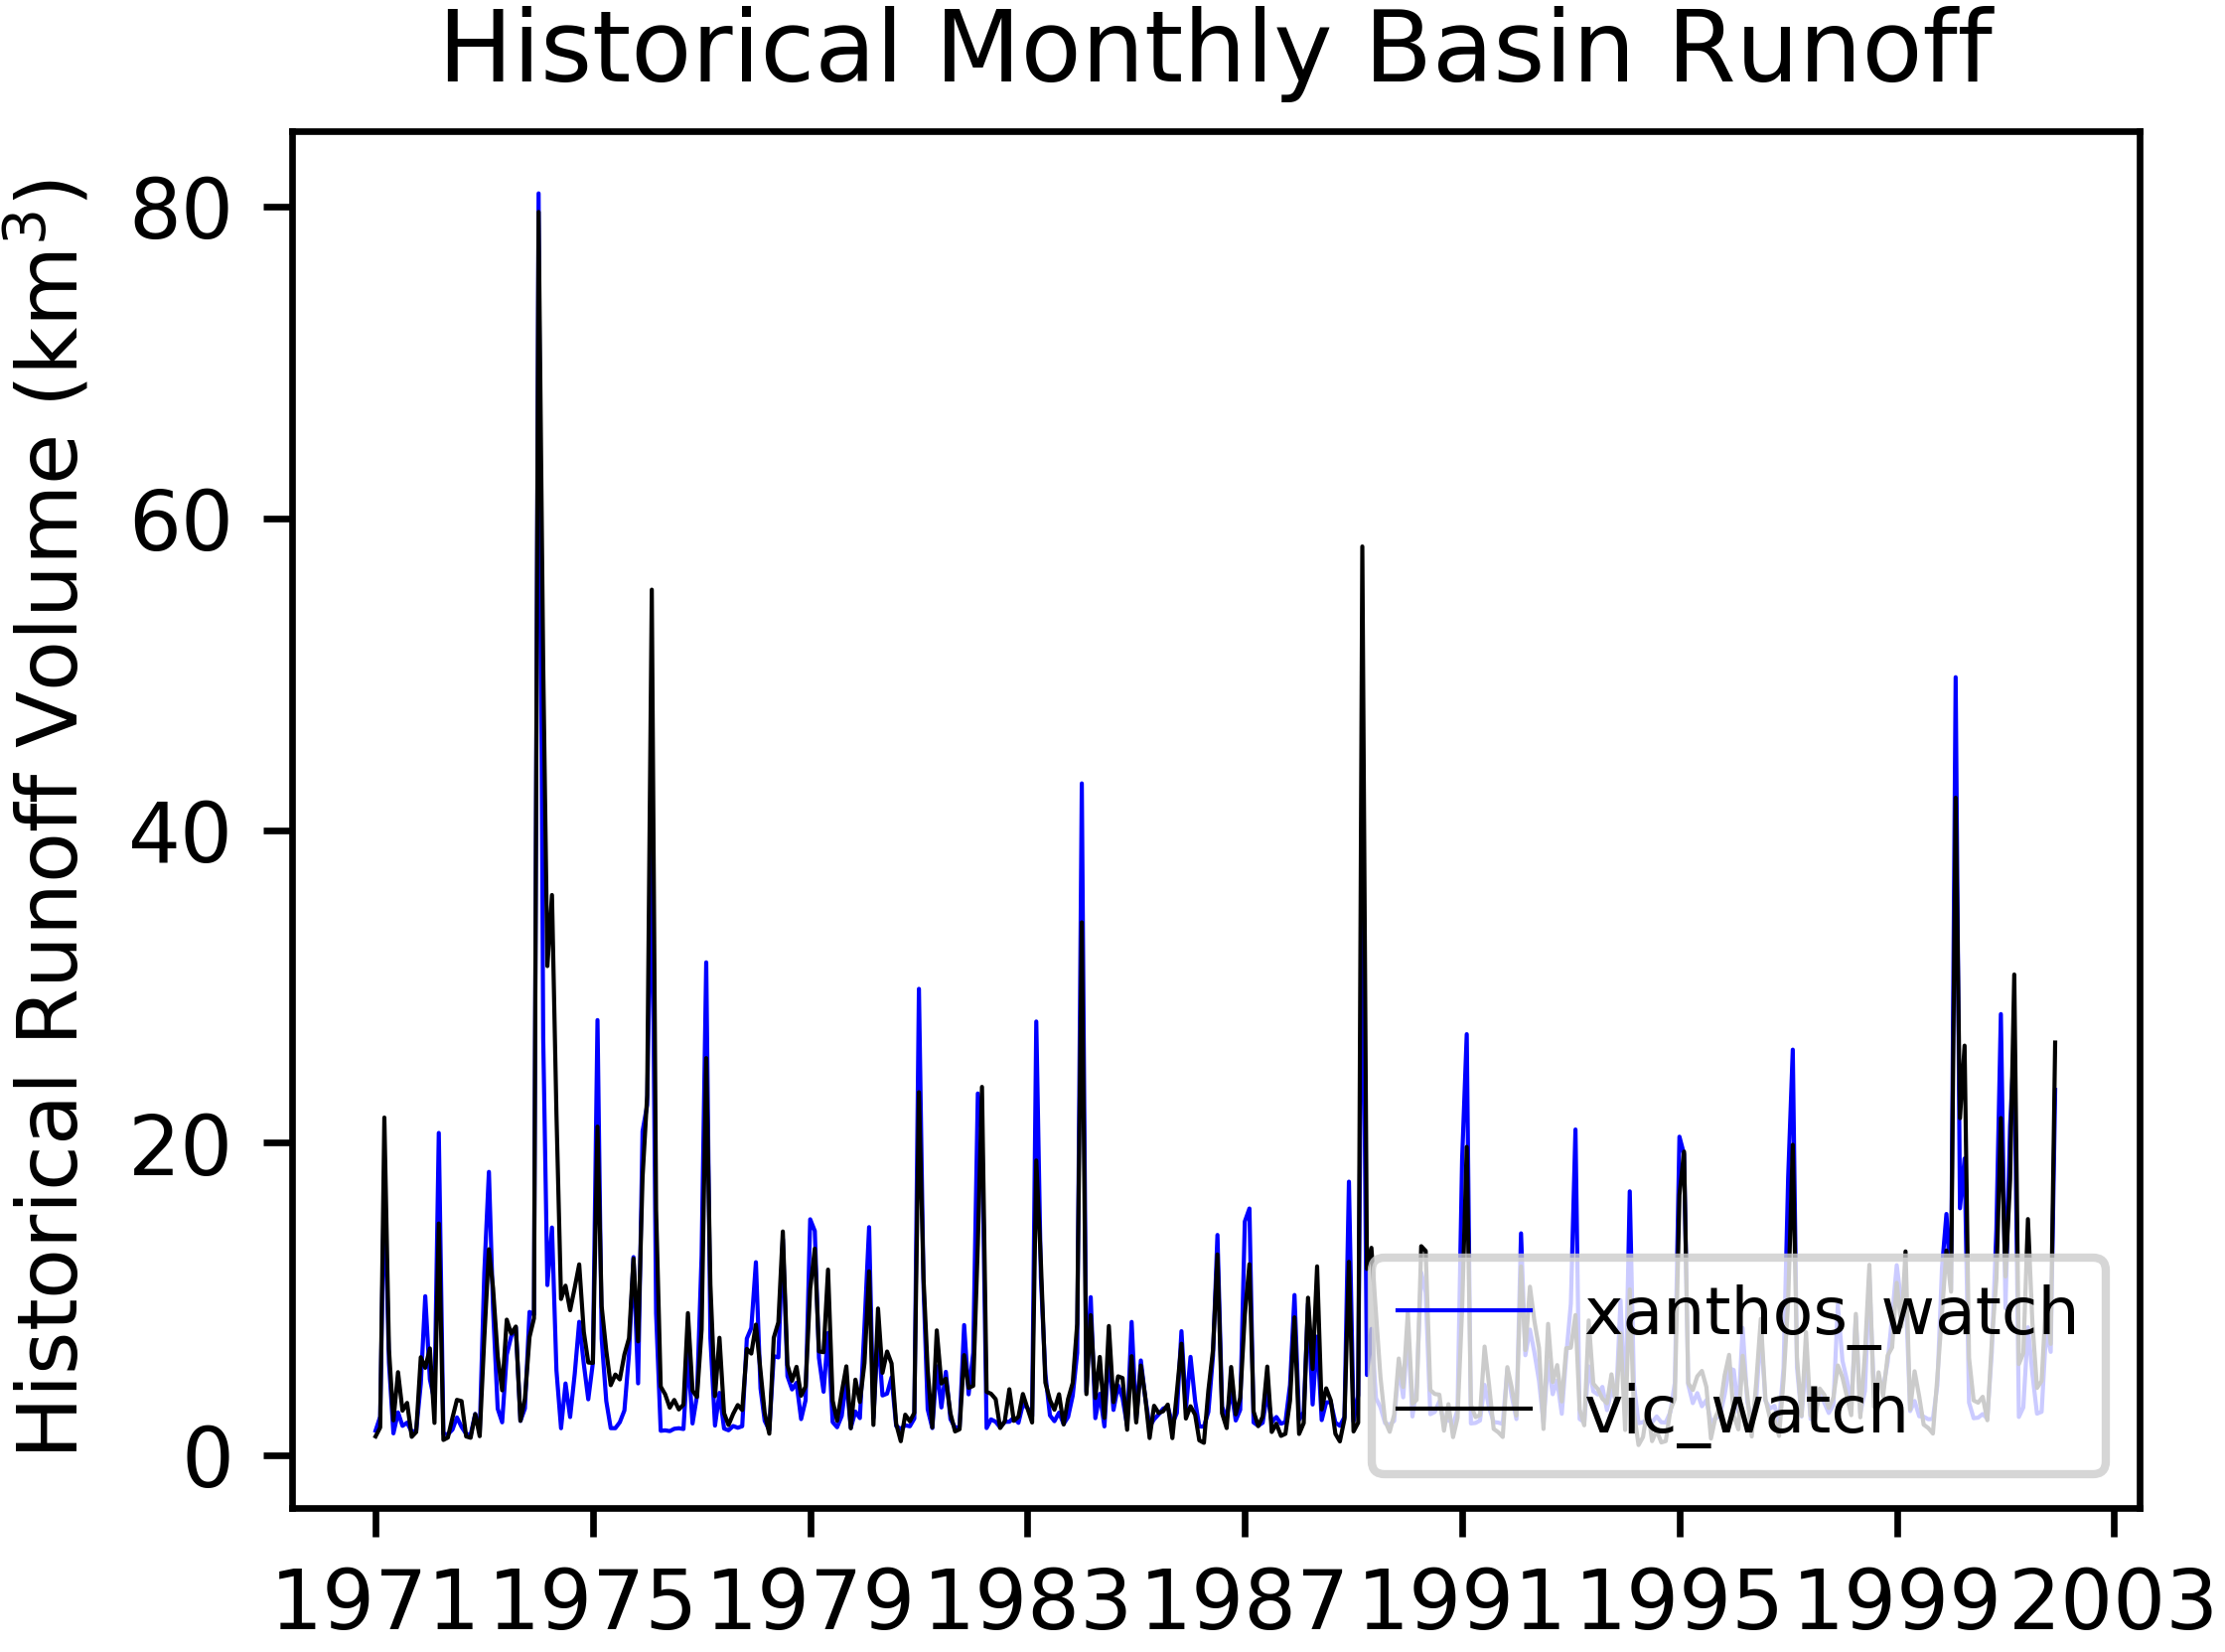 Historical Monthly Basin Runoff
Historical Runoff Volume (km³)
80
60
40
20
0
xanthos_watch
vic_watch
1971 1975 1979 1983 1987 1991 1995 1999 2003